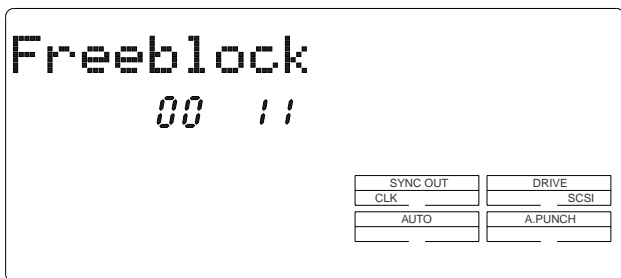 Freeblock
00 11
SYNC OUT DRIVE
CLK SCSI
AUTO A.PUNCH